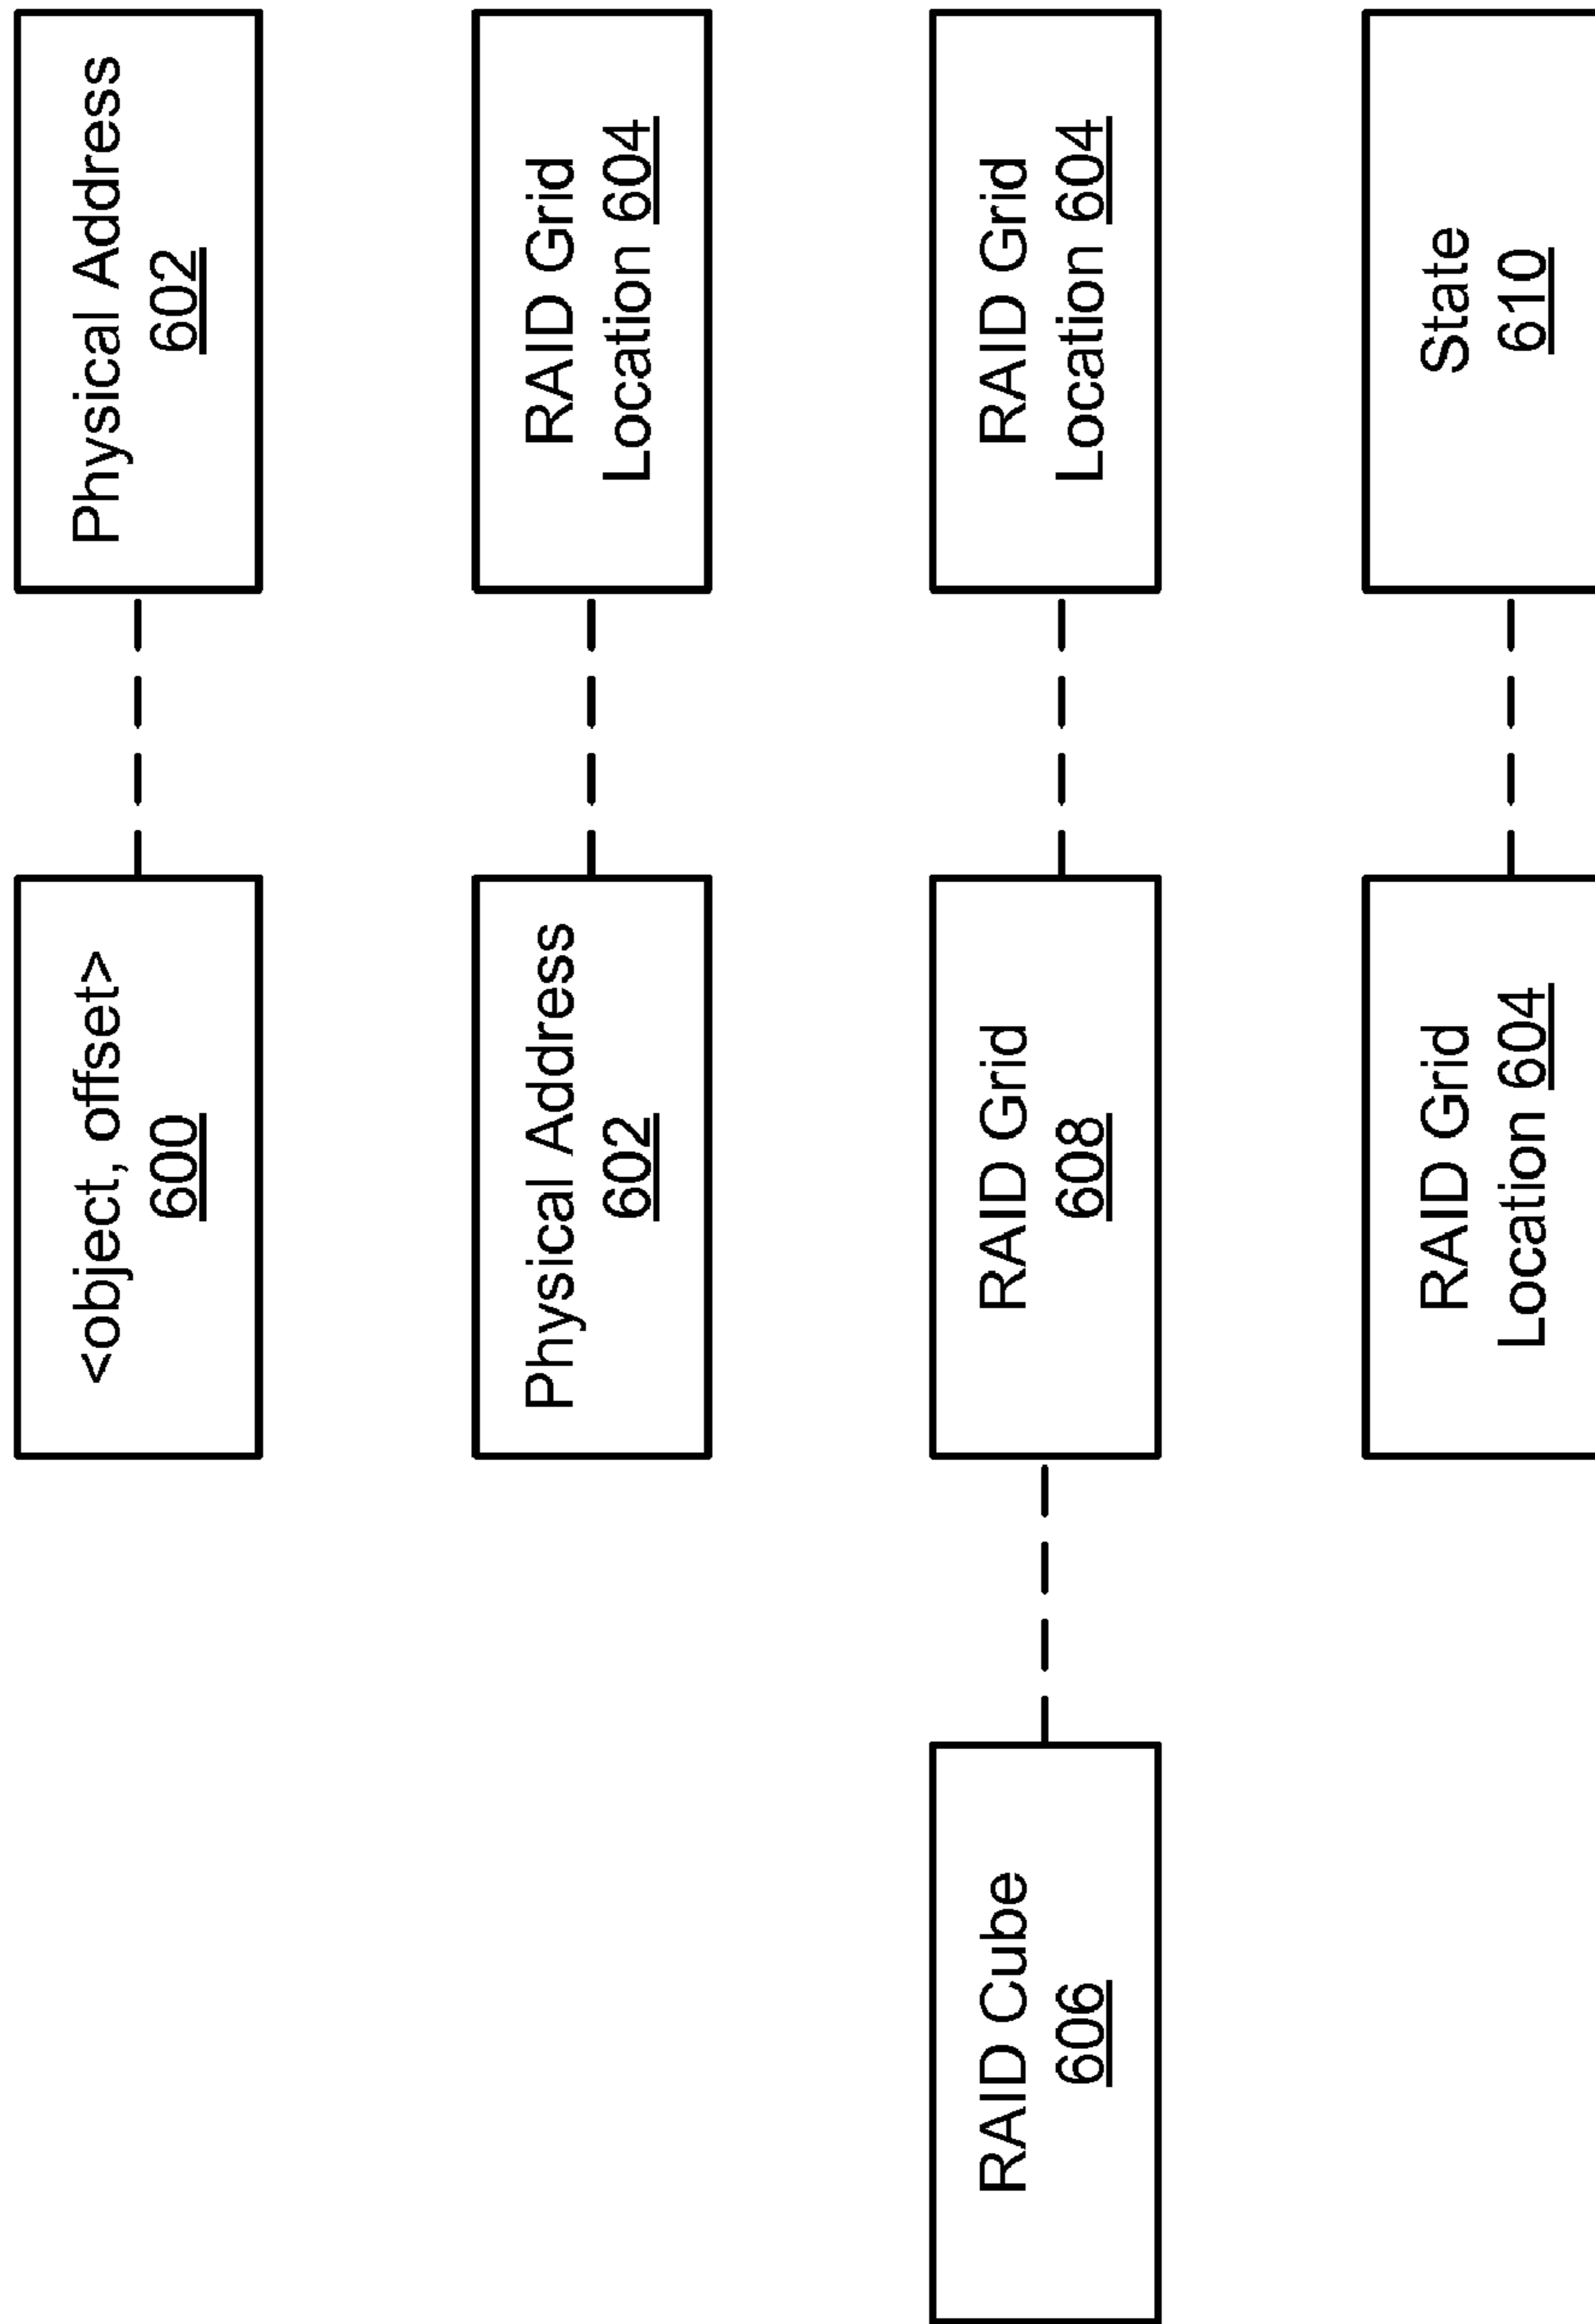 <object, offset>
600
Physical Address
602
Physical Address
602
RAID Grid
Location 604
RAID Cube
606
RAID Grid
608
RAID Grid
Location 604
RAID Grid
Location 604
State
610